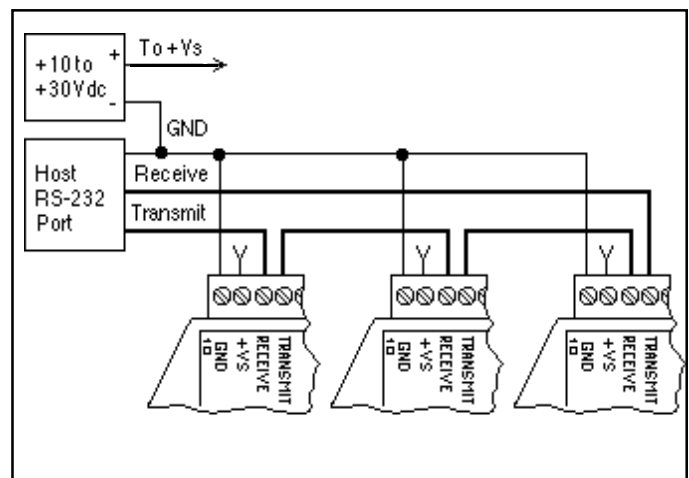 To +Vs
+10 to +
+30Vdc -
GND
Host Receive
RS-232
Port Transmit
TRANSMIT
RECEIVE
+VS
GND
10
TRANSMIT
RECEIVE
+VS
GND
10
TRANSMIT
RECEIVE
+VS
GND
10